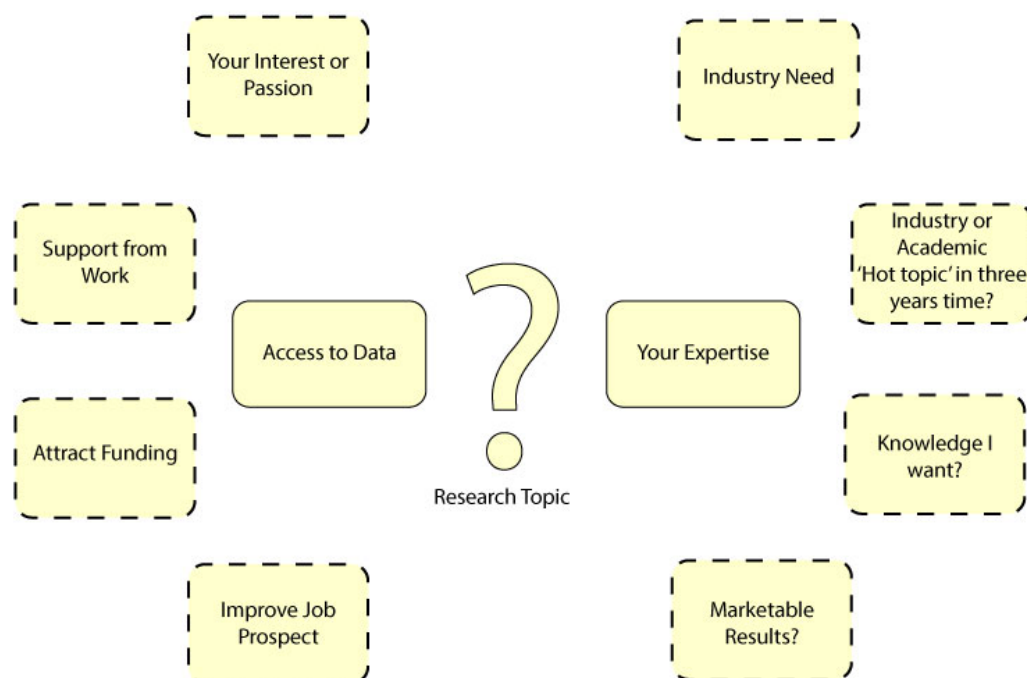 Your Interest or
Passion
Industry Need
Support from
Work
Industry or
Academic
‘Hot topic’ in three
years time?
Access to Data
?
Your Expertise
Attract Funding
Knowledge I
want?
Research Topic
Improve Job
Prospect
Marketable
Results?